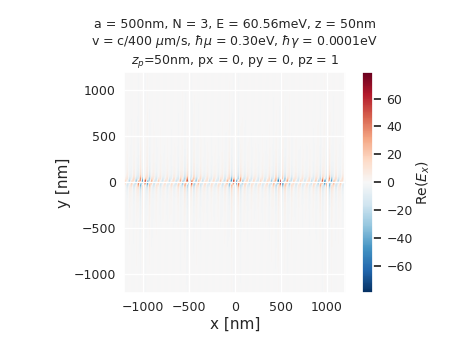 a = 500nm, N = 3, E = 60.56meV, z = 50nm
v = c/400 μm/s, ℏμ = 0.30eV, ℏγ = 0.0001eV
z_p=50nm, px = 0, py = 0, pz = 1
1000
500
0
−500
−1000
y [nm]
−1000 −500 0 500 1000
x [nm]
60
40
20
0
−20
−40
−60
Re(E_x)